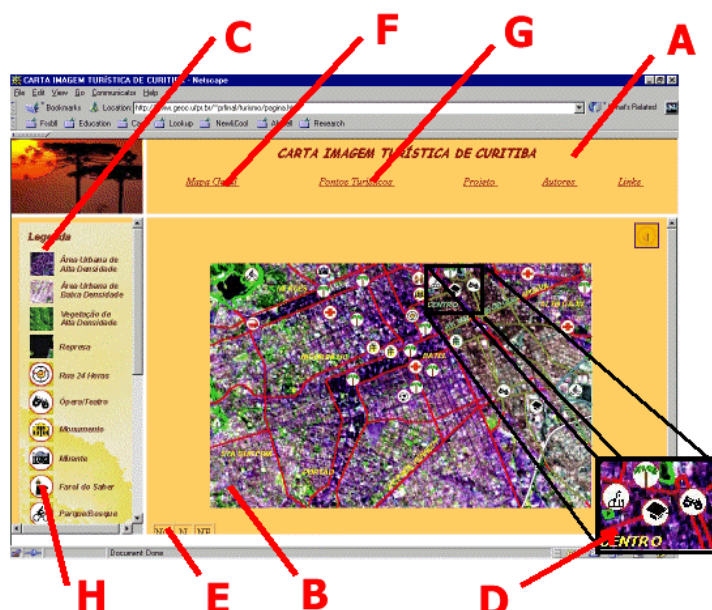 C
F
G
A
CARTA IMAGEM TURÍSTICA DE CURITIBA - Netscape
File Edit View Go Communicator Help
Bookmarks Location: What's Related
Education Lookup New&Cool Research
CARTA IMAGEM TURÍSTICA DE CURITIBA
Mapa Pontos Turísticos Projeto Autores Links
Legenda
Área Urbana de
Alta Densidade
Área Urbana de
Baixa Densidade
Vegetação de
Alta Densidade
Represa
Rua 24 Horas
Ópera/Teatro
Monumento
Mirante
Farol do Saber
Parque/Bosque
MERCES
CENTRO
BATEL
PORTÃO
CENTRO
NE
Document Done
H
E
B
D